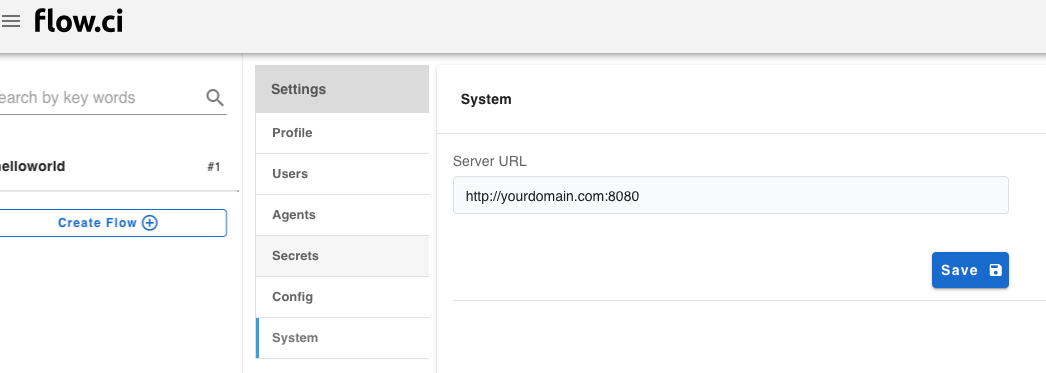 flow.ci
earch by key words
elloworld #1
Create Flow
Settings
Profile
Users
Agents
Secrets
Config
System
System
Server URL
http://yourdomain.com:8080
Save